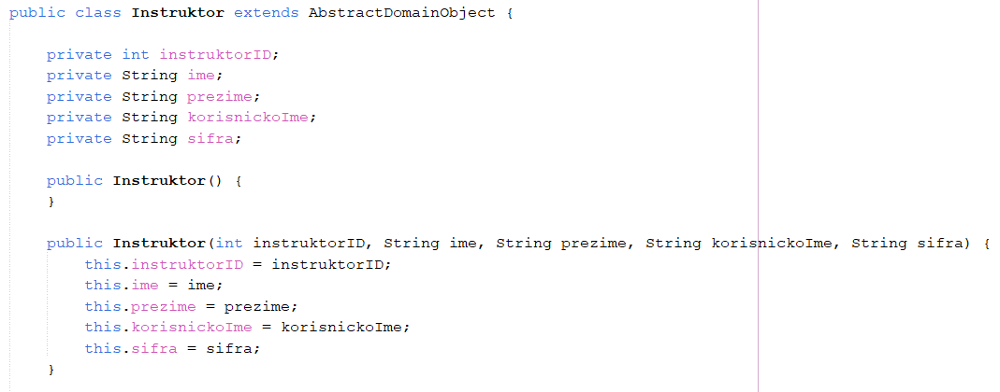 public class Instruktor extends AbstractDomainObject {
private int instruktorID;
private String ime;
private String prezime;
private String korisnickoIme;
private String sifra;
public Instruktor() {
}
public Instruktor(int instruktorID, String ime, String prezime, String korisnickoIme, String sifra) {
this.instruktorID = instruktorID;
this.ime = ime;
this.prezime = prezime;
this.korisnickoIme = korisnickoIme;
this.sifra = sifra;
}